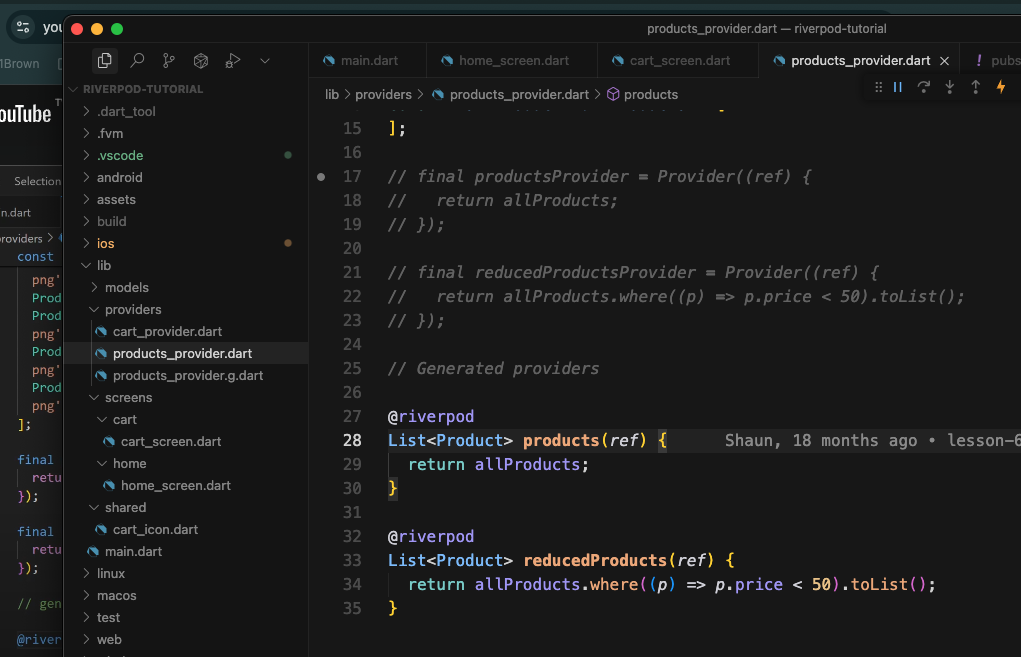 you
products_provider.dart — riverpod-tutorial
1Brown
ouTube
main.dart
home_screen.dart
cart_screen.dart
products_provider.dart
! pubs
RIVERPOD-TUTORIAL
lib > providers > products_provider.dart > products
.dart_tool
.fvm
.vscode
android
assets
build
ios
lib
models
providers
cart_provider.dart
products_provider.dart
products_provider.g.dart
screens
cart
cart_screen.dart
home
home_screen.dart
shared
cart_icon.dart
main.dart
linux
macos
test
web
15 ];
16
17 // final productsProvider = Provider((ref) {
18 //   return allProducts;
19 // });
20
21 // final reducedProductsProvider = Provider((ref) {
22 //   return allProducts.where((p) => p.price < 50).toList();
23 // });
24
25 // Generated providers
26
27 @riverpod
28 List<Product> products(ref) { Shaun, 18 months ago • lesson-6
29   return allProducts;
30 }
31
32 @riverpod
33 List<Product> reducedProducts(ref) {
34   return allProducts.where((p) => p.price < 50).toList();
35 }
Selection
n.dart
roviders >
const
png'
Prod
Prod
png'
Prod
png'
Prod
png'
];
final
retu
});
final
retu
});
// gen
@river